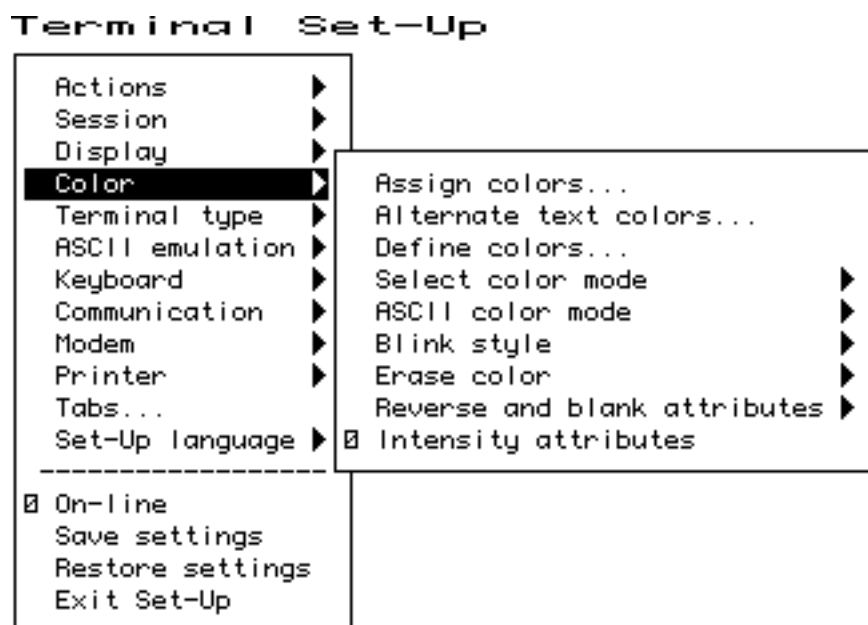 Terminal Set-Up
Actions
Session
Display
Color
Terminal type
ASCII emulation
Keyboard
Communication
Modem
Printer
Tabs...
Set-Up language
On-line
Save settings
Restore settings
Exit Set-Up
Assign colors...
Alternate text colors...
Define colors...
Select color mode
ASCII color mode
Blink style
Erase color
Reverse and blank attributes
Intensity attributes